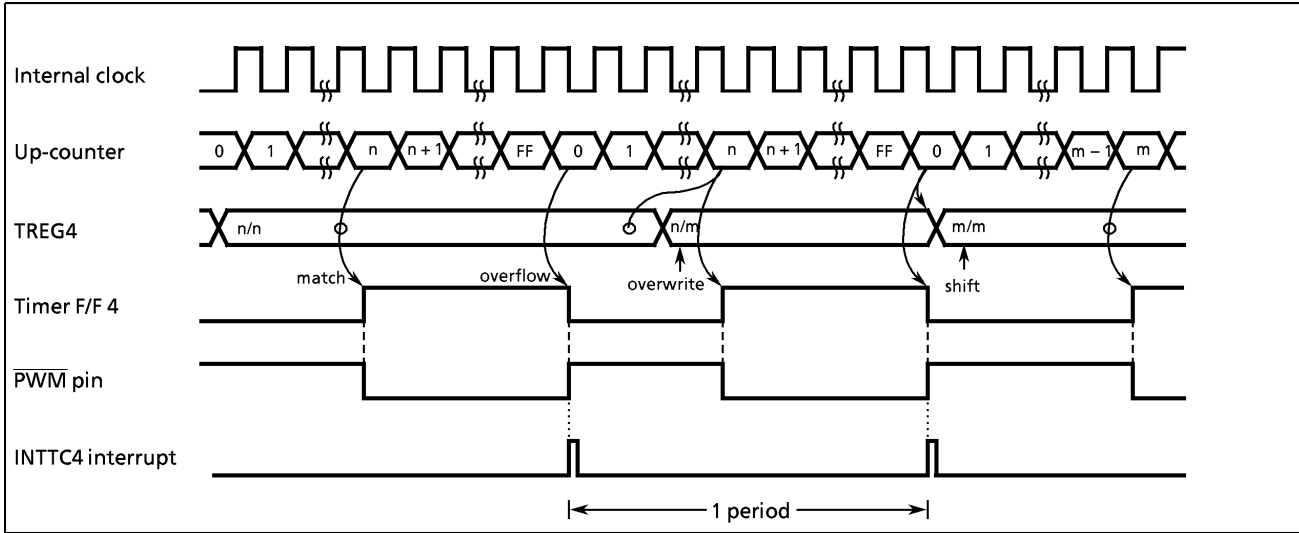 Internal clock
Up-counter 0 1 n n + 1 FF 0 1 n n + 1 FF 0 1 m – 1 m
TREG4 n/n n/m m/m
match overflow overwrite shift
Timer F/F 4
PWM pin
INTTC4 interrupt
1 period